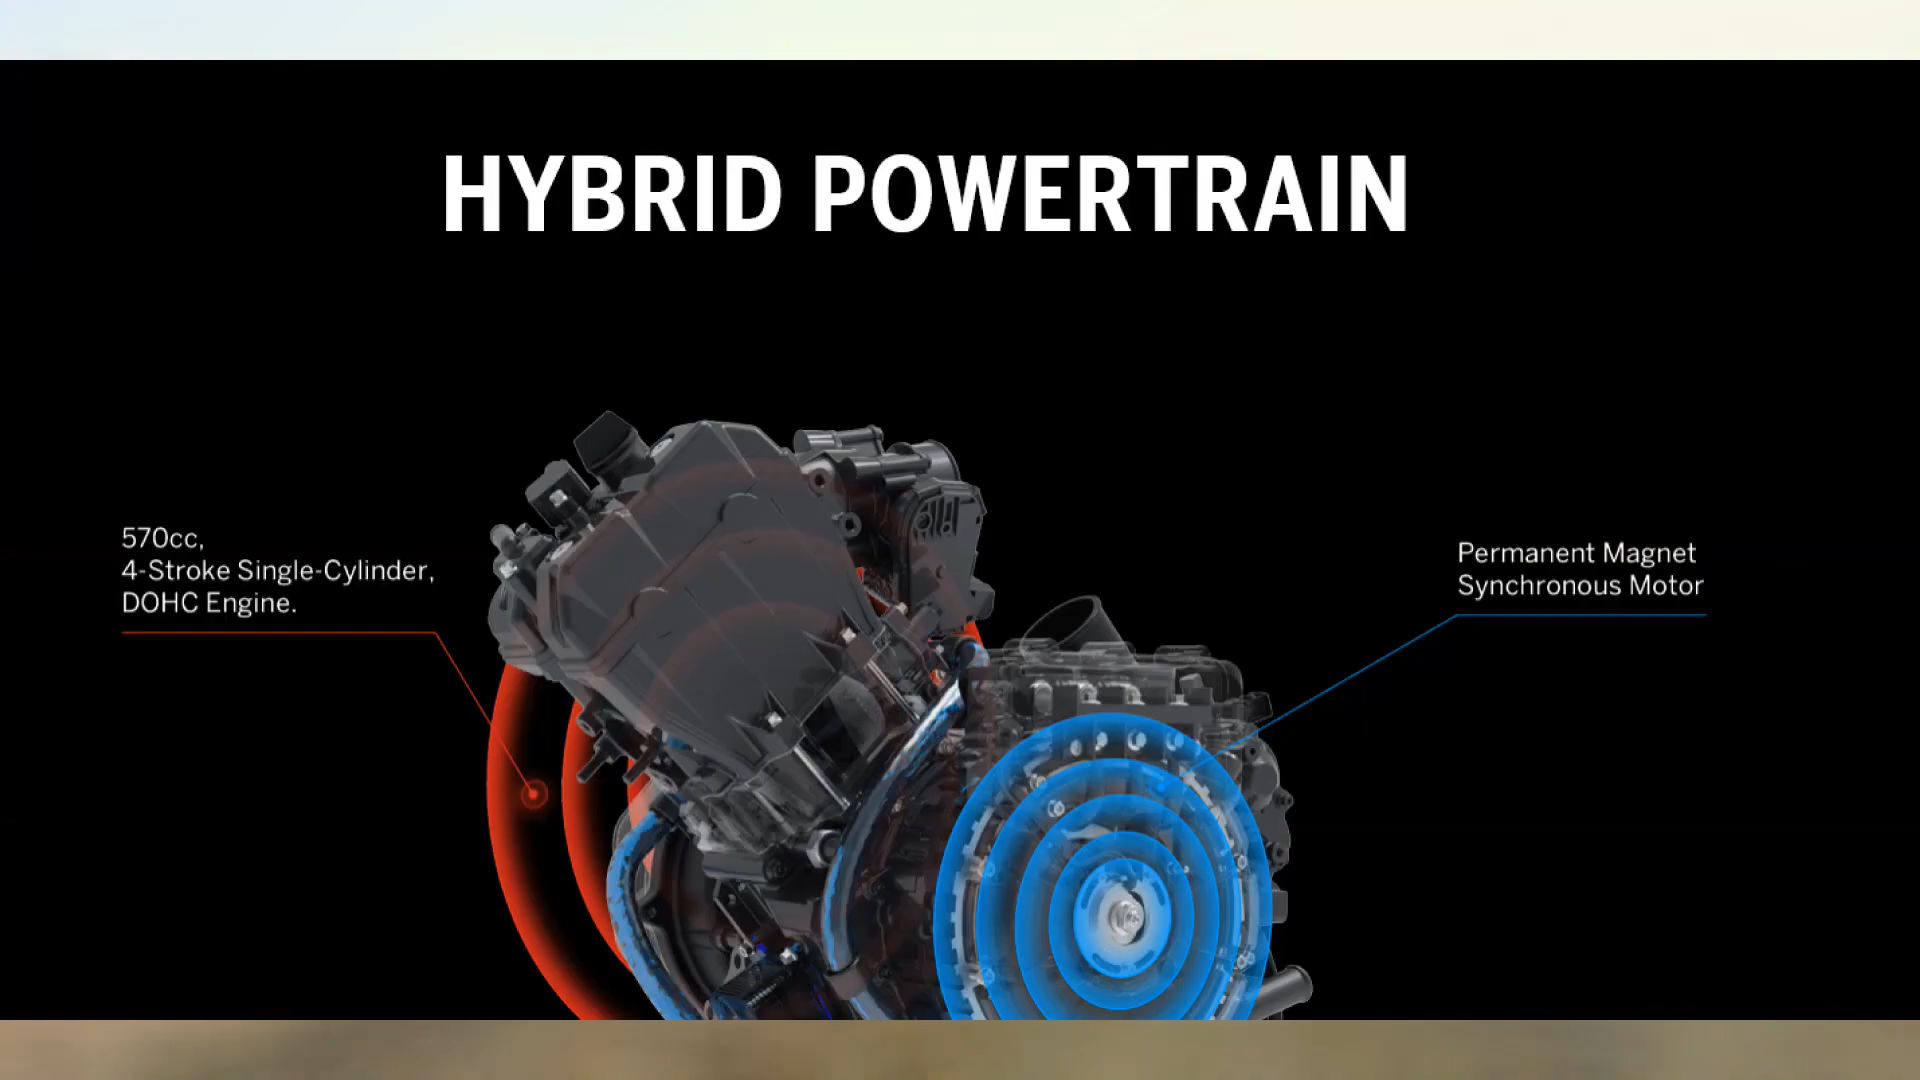 HYBRID POWERTRAIN
570cc,
4-Stroke Single-Cylinder,
DOHC Engine.
Permanent Magnet
Synchronous Motor